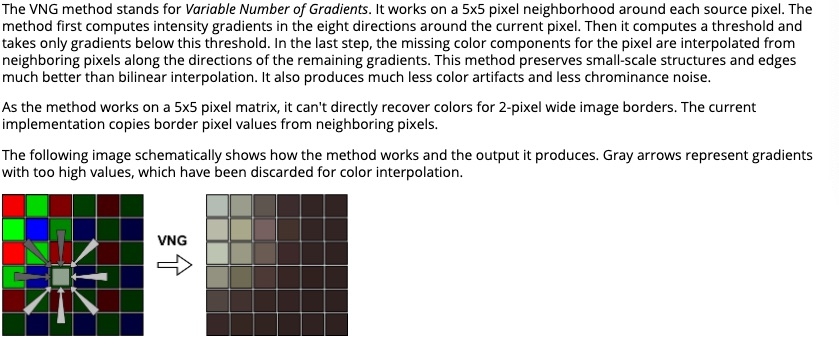 The VNG method stands for Variable Number of Gradients. It works on a 5x5 pixel neighborhood around each source pixel. The
method first computes intensity gradients in the eight directions around the current pixel. Then it computes a threshold and
takes only gradients below this threshold. In the last step, the missing color components for the pixel are interpolated from
neighboring pixels along the directions of the remaining gradients. This method preserves small-scale structures and edges
much better than bilinear interpolation. It also produces much less color artifacts and less chrominance noise.
As the method works on a 5x5 pixel matrix, it can't directly recover colors for 2-pixel wide image borders. The current
implementation copies border pixel values from neighboring pixels.
The following image schematically shows how the method works and the output it produces. Gray arrows represent gradients
with too high values, which have been discarded for color interpolation.
VNG